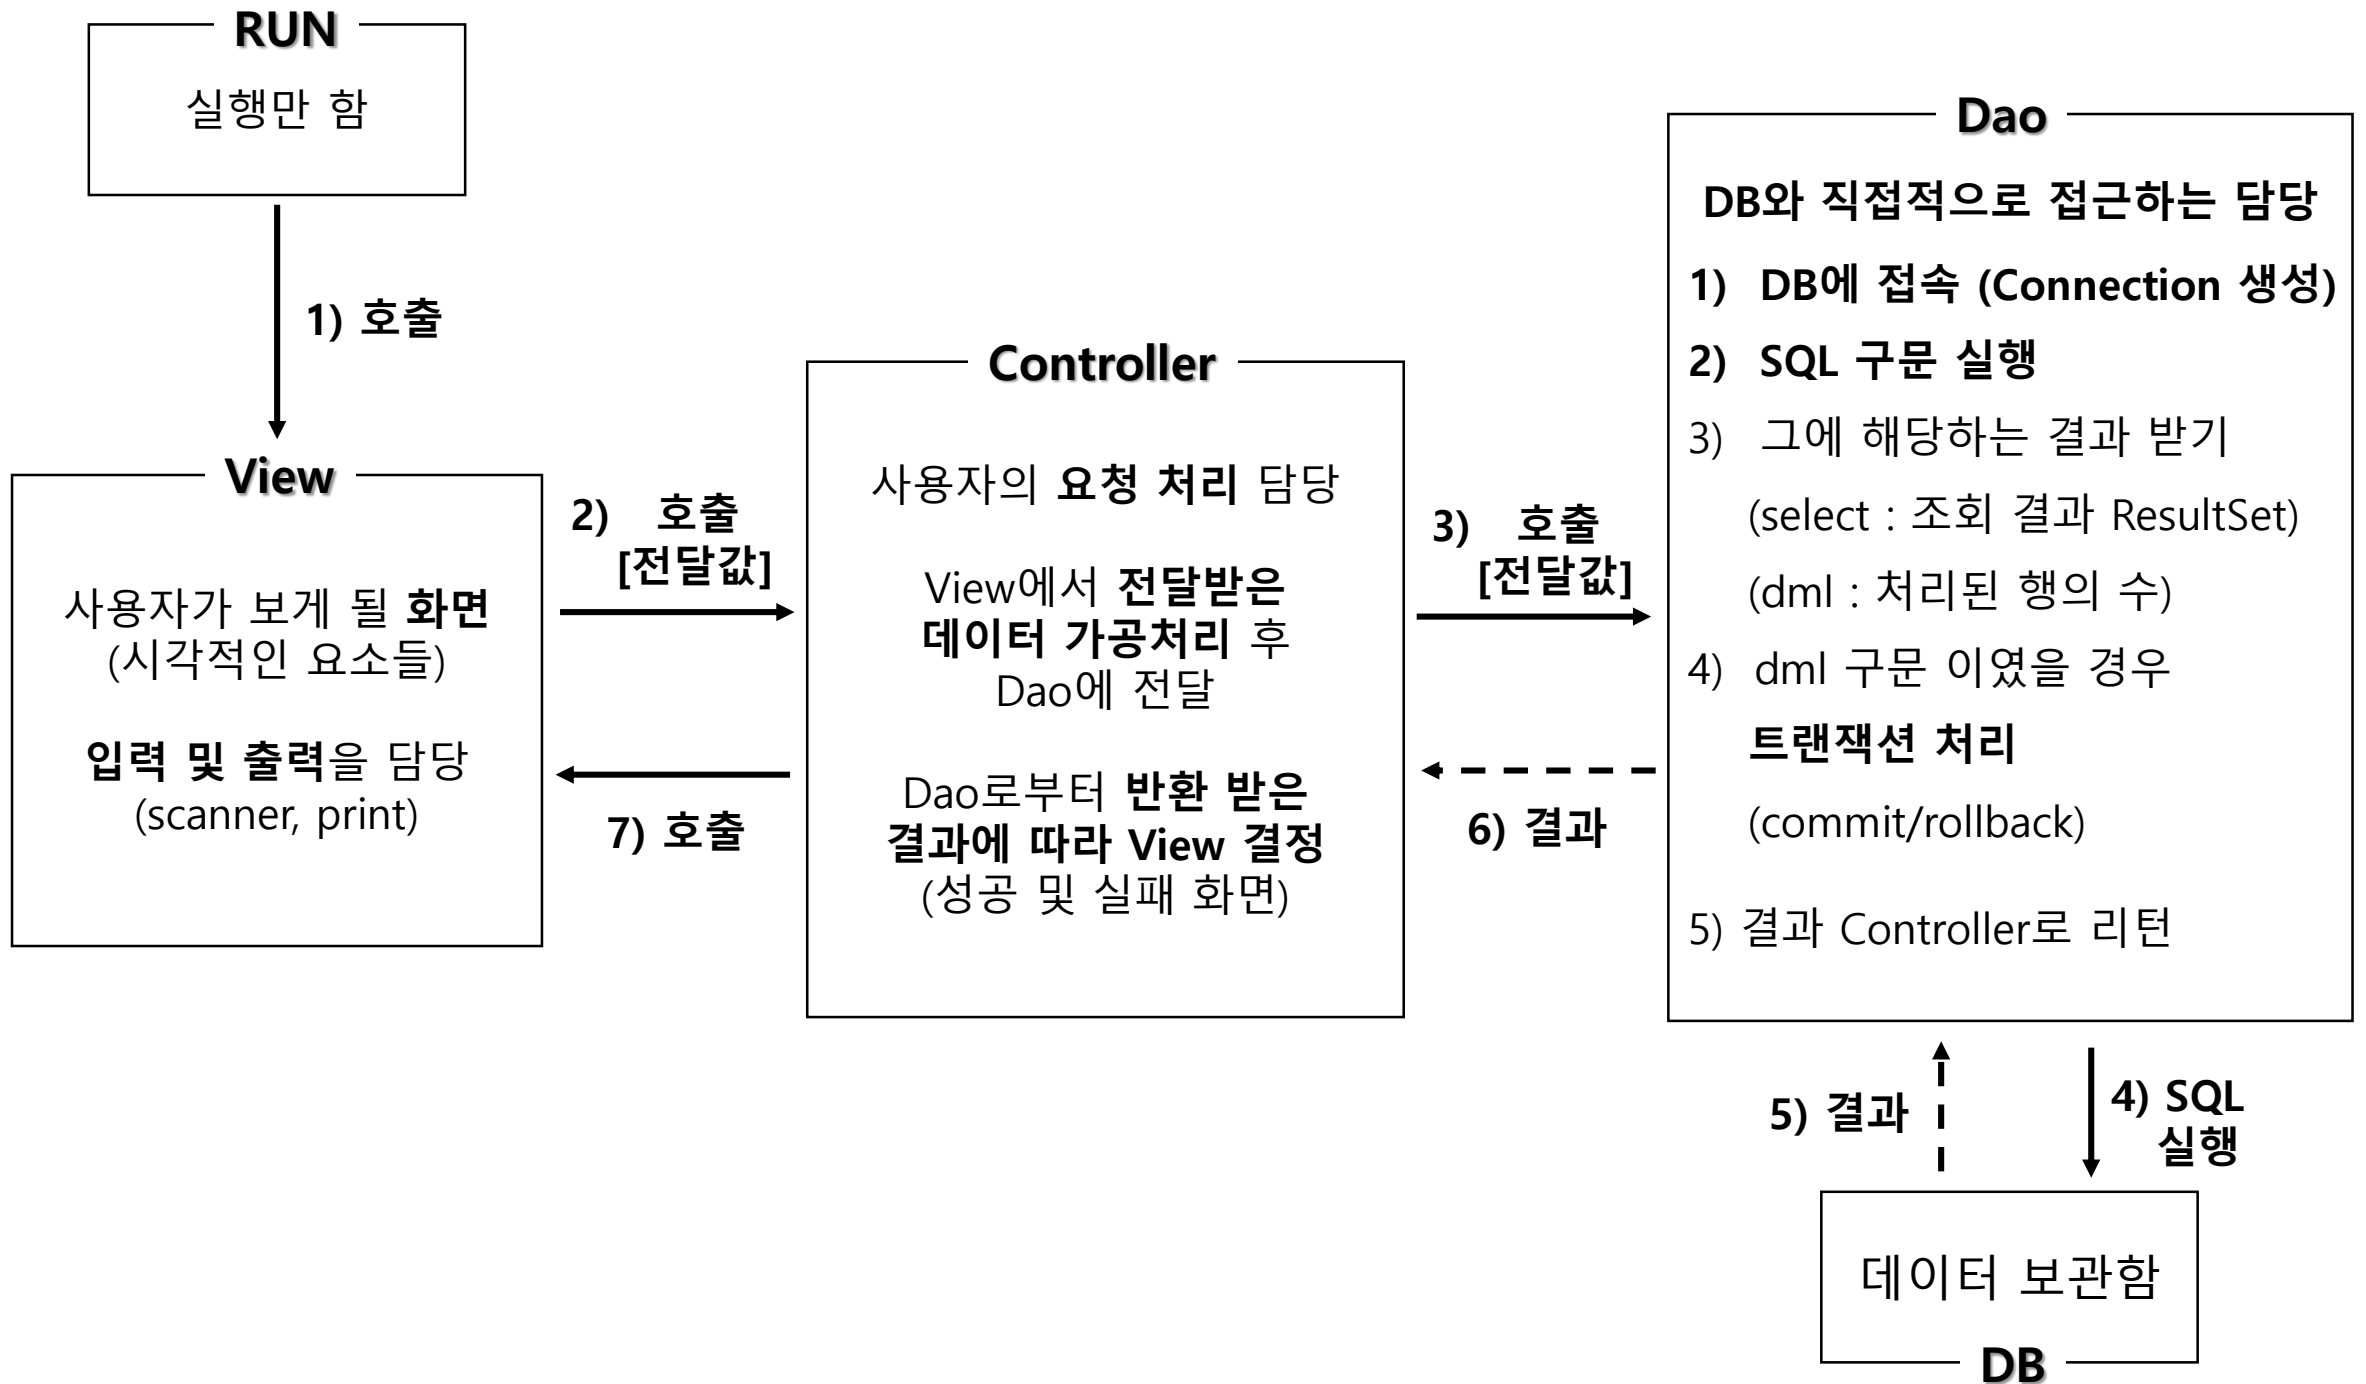 RUN
실행만 함
1) 호출
View
사용자가 보게 될 화면
(시각적인 요소들)
입력 및 출력을 담당
(scanner, print)
2) 호출
[전달값]
7) 호출
Controller
사용자의 요청 처리 담당
View에서 전달받은
데이터 가공처리 후
Dao에 전달
Dao로부터 반환 받은
결과에 따라 View 결정
(성공 및 실패 화면)
3) 호출
[전달값]
6) 결과
Dao
DB와 직접적으로 접근하는 담당
1) DB에 접속 (Connection 생성)
2) SQL 구문 실행
3) 그에 해당하는 결과 받기
(select : 조회 결과 ResultSet)
(dml : 처리된 행의 수)
4) dml 구문 이였을 경우
트랜잭션 처리
(commit/rollback)
5) 결과 Controller로 리턴
5) 결과
4) SQL
실행
데이터 보관함
DB